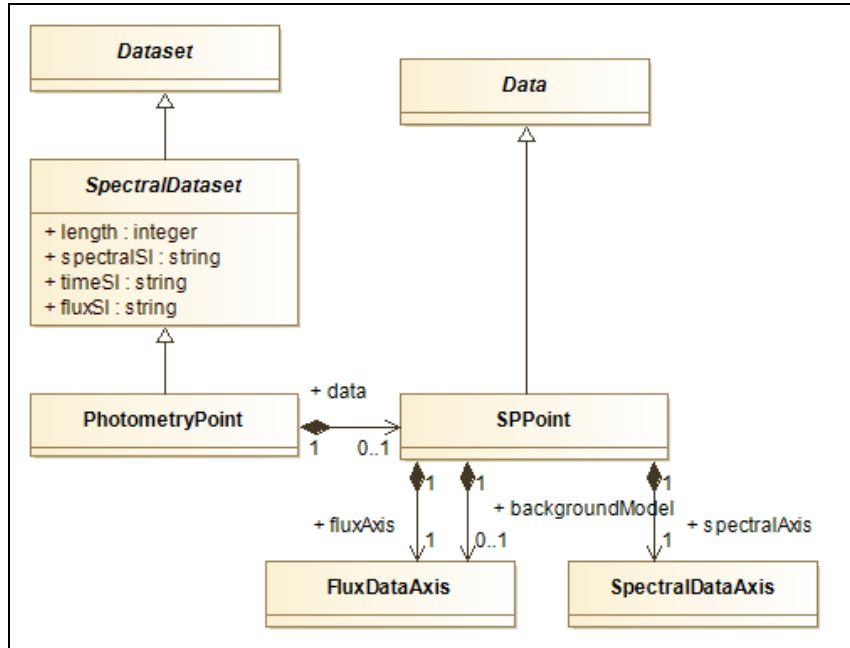 Dataset
Data
SpectralDataset
+ length : integer
+ spectralSI : string
+ timeSI : string
+ fluxSI : string
+ data
PhotometryPoint
SPPoint
1
0..1
1
1
1
+ backgroundModel
+ fluxAxis
+ spectralAxis
1
0..1
1
FluxDataAxis
SpectralDataAxis